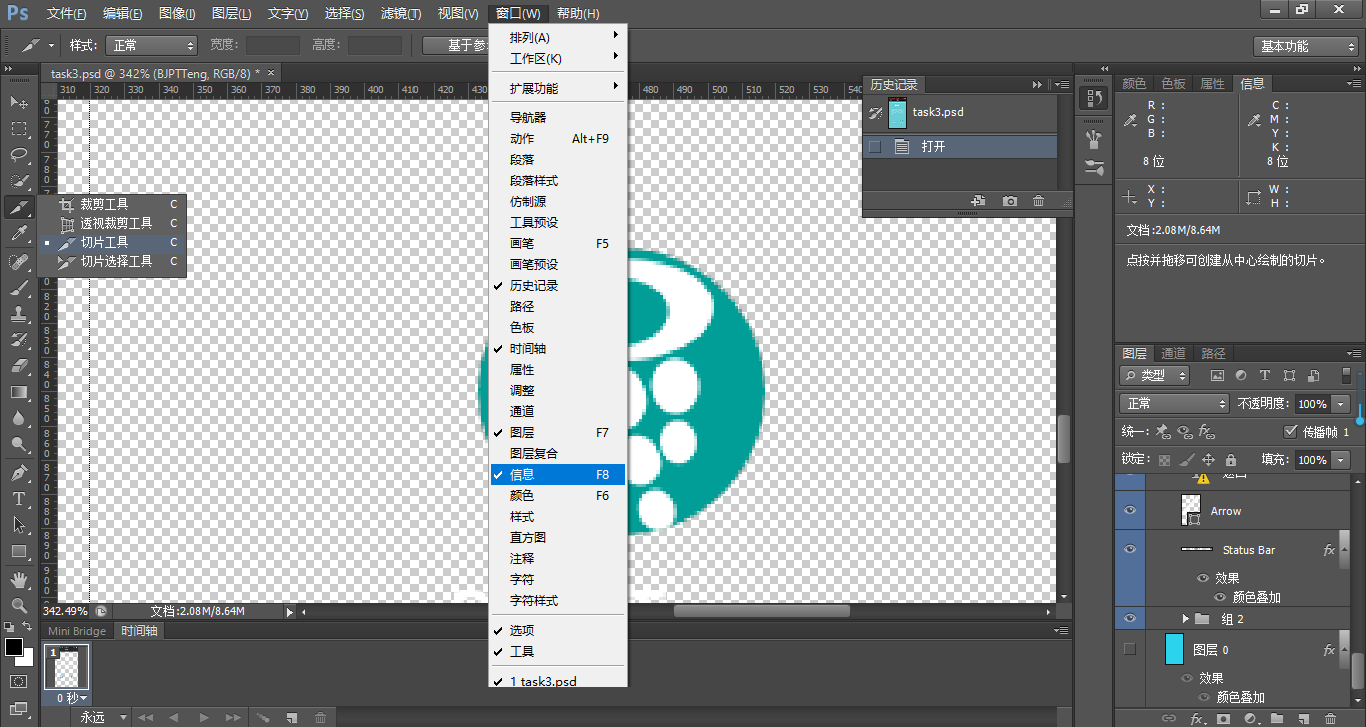 Ps 文件(F) 编辑(E) 图像(I) 图层(L) 文字(Y) 选择(S) 滤镜(T) 视图(V) 窗口(W) 帮助(H)
样式: 正常 宽度: 高度: 基于参 基本功能
task3.psd @ 342% (BJPTTeng, RGB/8) * ×
310 320 330 340 350 360 370 380 390 400 410 420 430 480 490 500 510 520 530 540
裁剪工具 C
透视裁剪工具 C
切片工具 C
切片选择工具 C
排列(A)
工作区(K)
扩展功能
导航器
动作 Alt+F9
段落
段落样式
仿制源
工具预设
画笔 F5
画笔预设
历史记录
路径
色板
时间轴
属性
调整
通道
图层 F7
图层复合
信息 F8
颜色 F6
样式
直方图
注释
字符
字符样式
选项
工具
1 task3.psd
历史记录
task3.psd
打开
颜色 色板 属性 信息
R : C :
G : M :
B : Y :
K :
8 位 8 位
X : W :
Y : H :
文档:2.08M/8.64M
点按并拖移可创建从中心绘制的切片。
图层 通道 路径
类型
正常 不透明度: 100%
统一: 传播帧 1
锁定: 填充: 100%
Arrow
Status Bar fx
效果
颜色叠加
组 2
图层 0 fx
效果
颜色叠加
342.49% 文档:2.08M/8.64M
Mini Bridge 时间轴
1
0 秒
永远